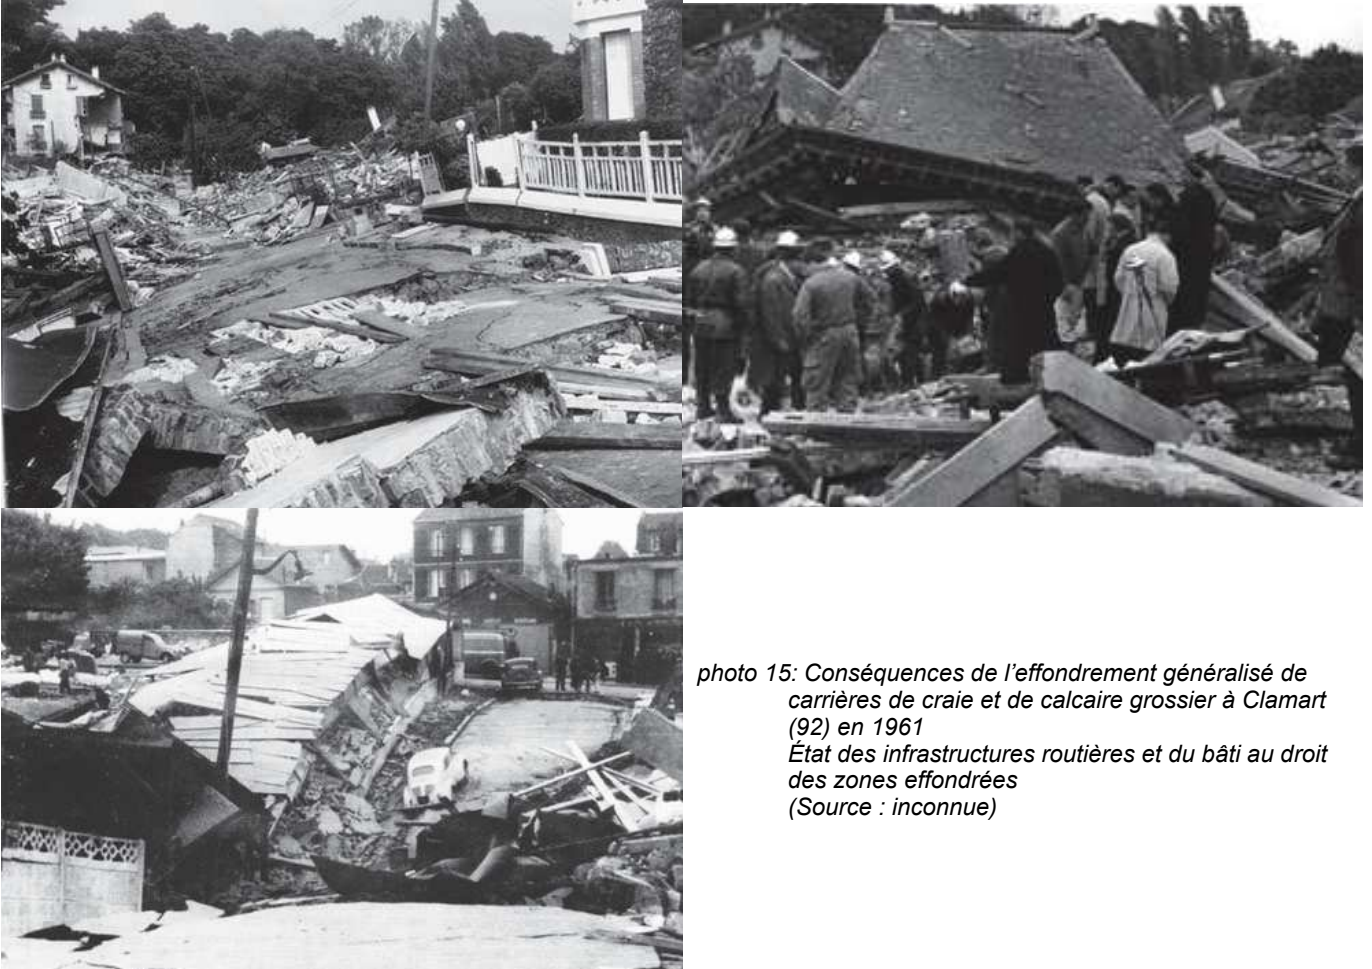 photo 15: Conséquences de l'effondrement généralisé de
carrières de craie et de calcaire grossier à Clamart
(92) en 1961
État des infrastructures routières et du bâti au droit
des zones effondrées
(Source : inconnue)